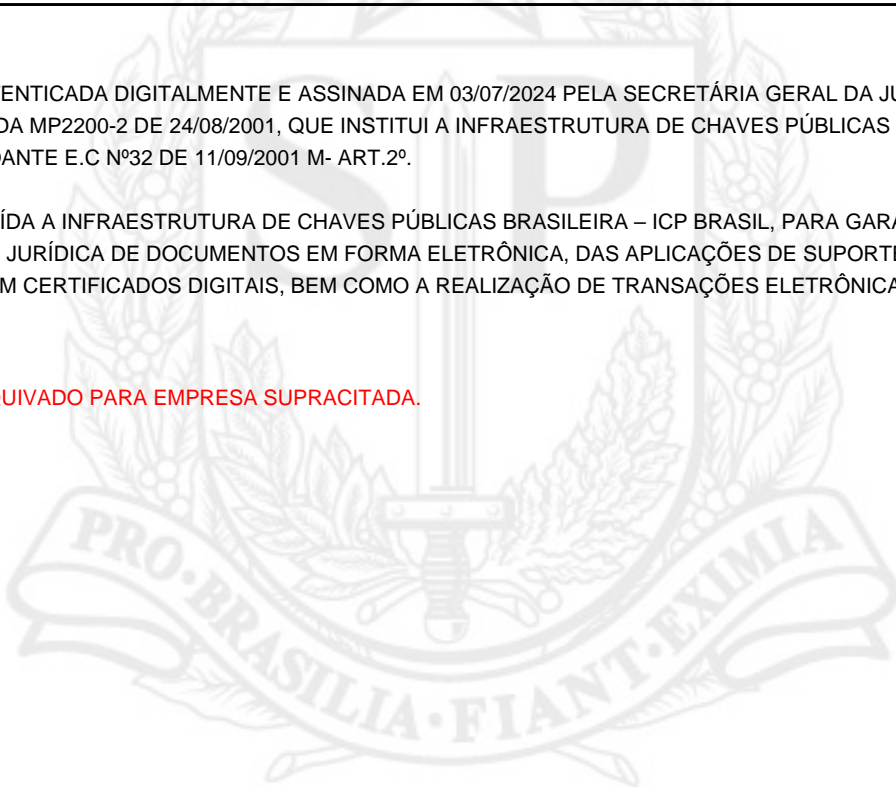 ENTICADA DIGITALMENTE E ASSINADA EM 03/07/2024 PELA SECRETÁRIA GERAL DA JU
DA MP2200-2 DE 24/08/2001, QUE INSTITUI A INFRAESTRUTURA DE CHAVES PÚBLICAS
DANTE E.C Nº32 DE 11/09/2001 M- ART.2º.
ÍDA A INFRAESTRUTURA DE CHAVES PÚBLICAS BRASILEIRA – ICP BRASIL, PARA GARA
JURÍDICA DE DOCUMENTOS EM FORMA ELETRÔNICA, DAS APLICAÇÕES DE SUPORTE
M CERTIFICADOS DIGITAIS, BEM COMO A REALIZAÇÃO DE TRANSAÇÕES ELETRÔNICA
UIVADO PARA EMPRESA SUPRACITADA.
SP
PRO·BRASILIA·FIANT·EXIMIA